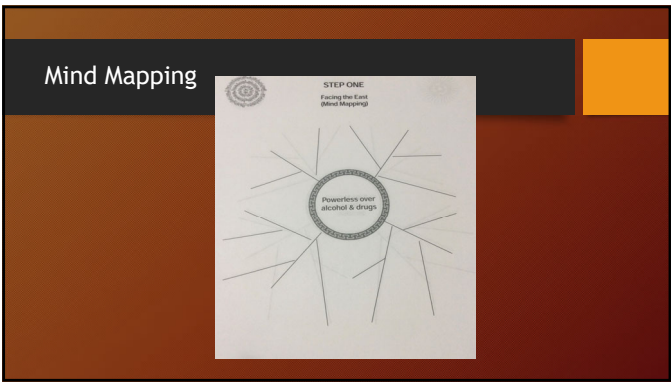 Mind Mapping
STEP ONE
Facing the East
(Mind Mapping)
Powerless over
alcohol & drugs